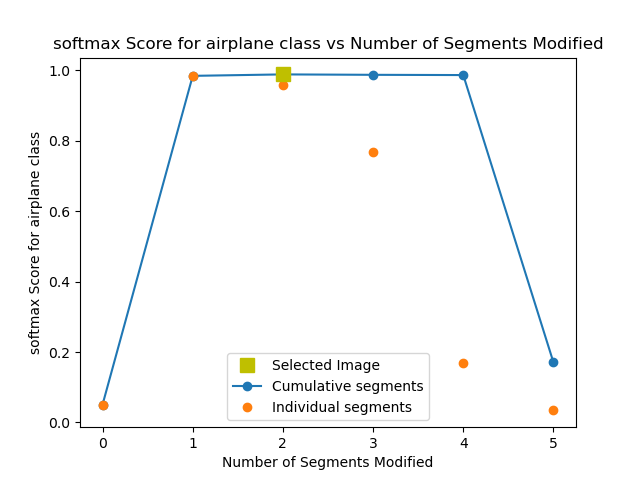 softmax Score for airplane class vs Number of Segments Modified
softmax Score for airplane class
1.0
0.8
0.6
0.4
0.2
0.0
Selected Image
Cumulative segments
Individual segments
0 1 2 3 4 5
Number of Segments Modified